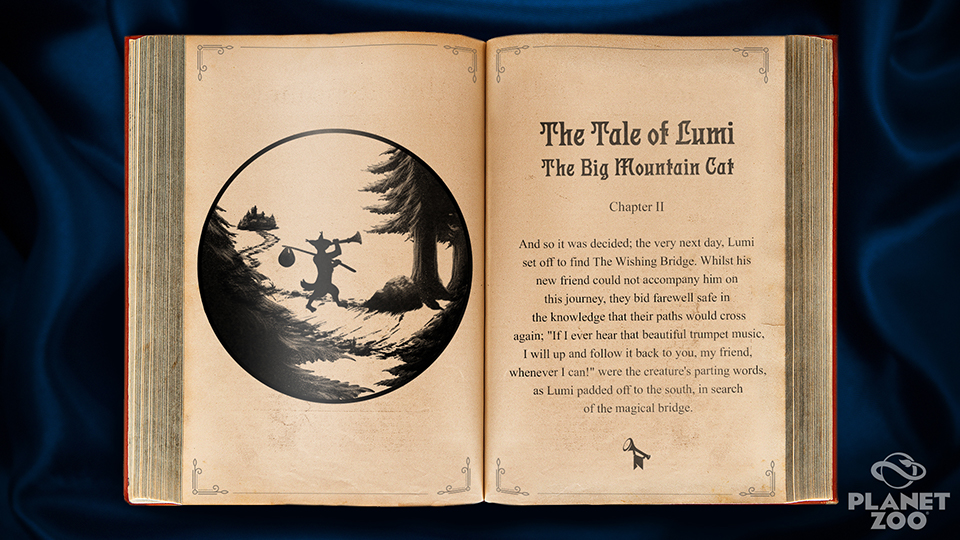 The Tale of Lumi
The Big Mountain Cat
Chapter II
And so it was decided; the very next day, Lumi
set off to find The Wishing Bridge. Whilst his
new friend could not accompany him on
this journey, they bid farewell safe in
the knowledge that their paths would cross
again; "If I ever hear that beautiful trumpet music,
I will up and follow it back to you, my friend,
whenever I can!" were the creature's parting words,
as Lumi padded off to the south, in search
of the magical bridge.
PLANET
ZOO®